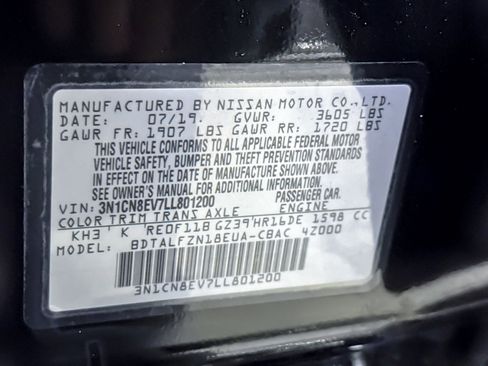 MANUFACTURED BY NISSAN MOTOR CO., LTD.
DATE: 07/19 GVWR: 3605 LBS
GAWR FR: 1907 LBS GAWR RR: 1720 LBS
THIS VEHICLE CONFORMS TO ALL APPLICABLE FEDERAL MOTOR
VEHICLE SAFETY, BUMPER AND THEFT PREVENTION STANDARDS
IN EFFECT ON THE DATE OF MANUFACTURE SHOWN ABOVE.
SEE OWNER'S MANUAL FOR ADDITIONAL INFORMATION
VIN: 3N1CN8EV7LL801200 PASSENGER CAR
COLOR TRIM TRANS AXLE ENGINE
KH3 K RE0F11B GZ39 HR16DE 1598 CC
MODEL: BDTALFZN18EUA-CBAC 4Z000
3N1CN8EV7LL801200